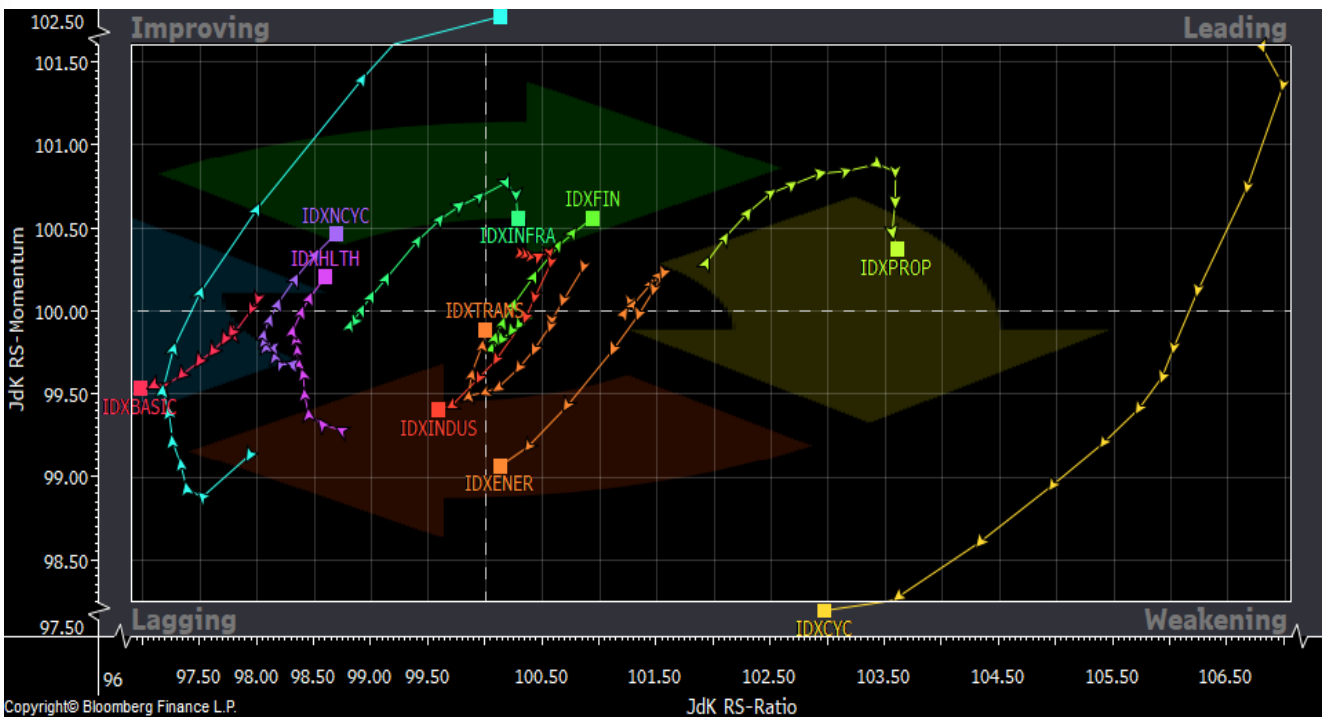 Improving
Leading
102.50
101.50
101.00
100.50
100.00
99.50
99.00
98.50
97.50
JdK RS-Momentum
IDXNCYC
IDXHLTH
IDXINFRA
IDXFIN
IDXPROP
IDXTRANS
IDXBASIC
IDXINDUS
IDXENER
IDXCYC
Lagging
Weakening
96 97.50 98.00 98.50 99.00 99.50 100.50 101.50 102.50 103.50 104.50 105.50 106.50
JdK RS-Ratio
Copyright© Bloomberg Finance L.P.